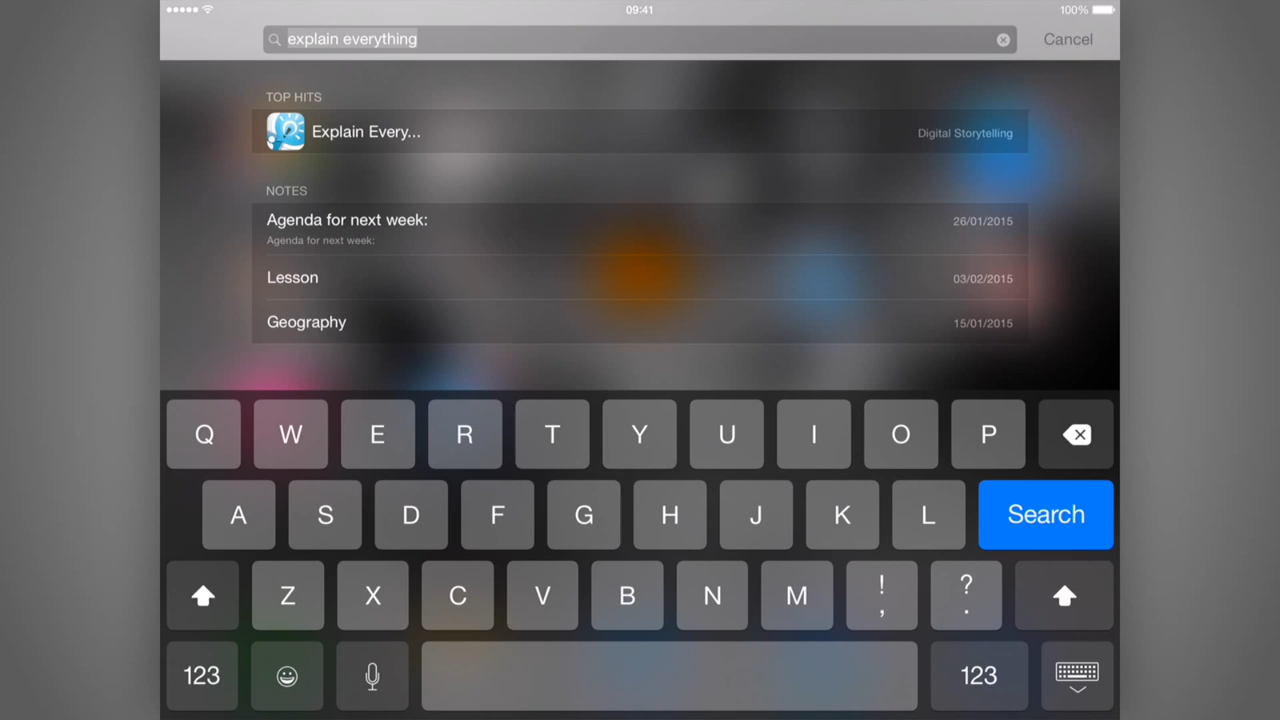 09:41
100%
explain everything
Cancel
TOP HITS
Explain Every...
Digital Storytelling
NOTES
Agenda for next week:
26/01/2015
Agenda for next week:
Lesson
03/02/2015
Geography
15/01/2015
Q W E R T Y U I O P
A S D F G H J K L Search
Z X C V B N M ! , ? .
123 123